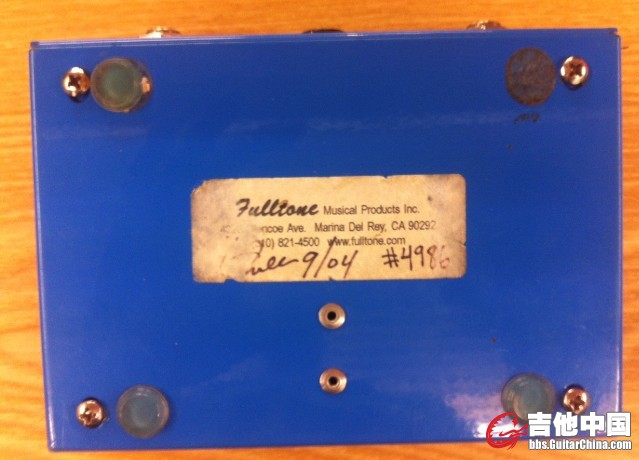 Fulltone Musical Products Inc.
Ave. Marina Del Rey, CA 90292
821-4500 www.fulltone.com
9/04 #4986
吉他中国
bbs.GuitarChina.com